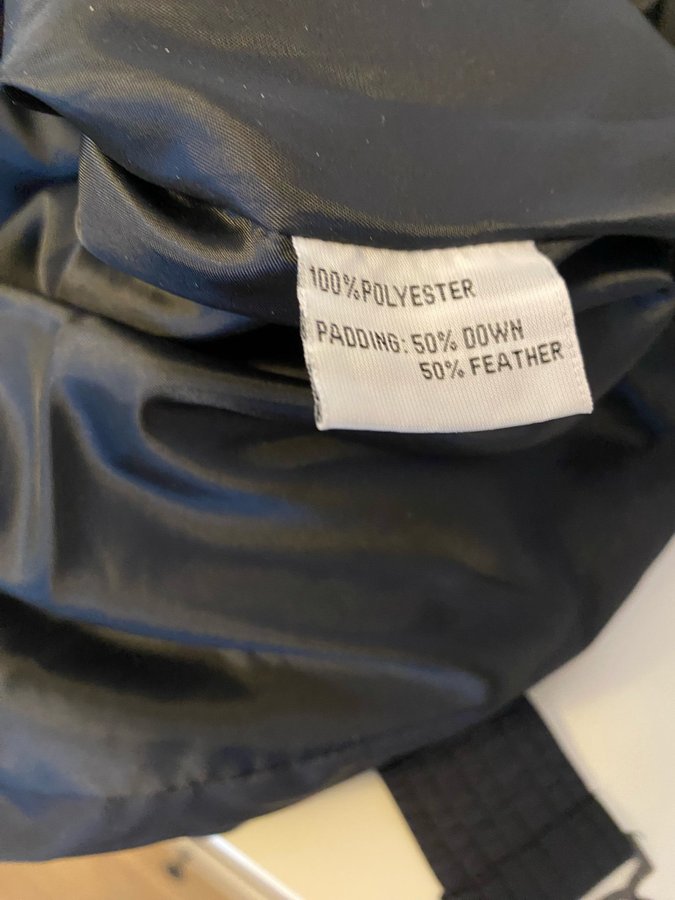 100%POLYESTER
PADDING: 50% DOWN
50% FEATHER